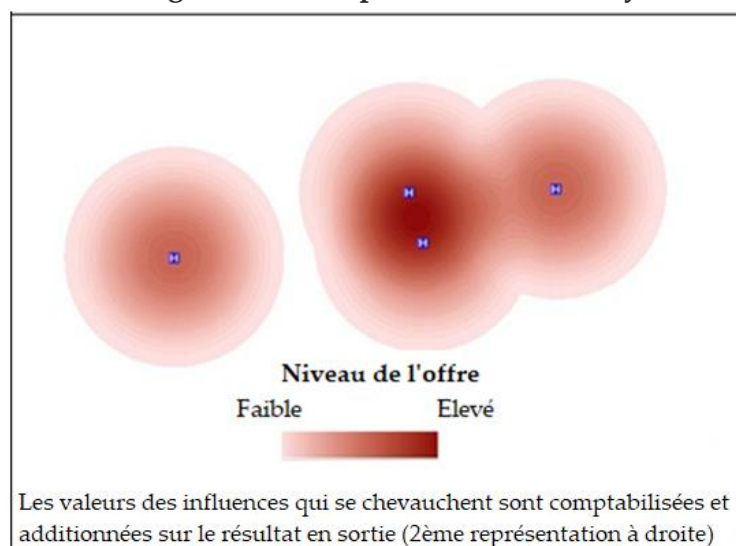 H
H
H
H
Niveau de l'offre
Faible Elevé
Les valeurs des influences qui se chevauchent sont comptabilisées et
additionnées sur le résultat en sortie (2ème représentation à droite)